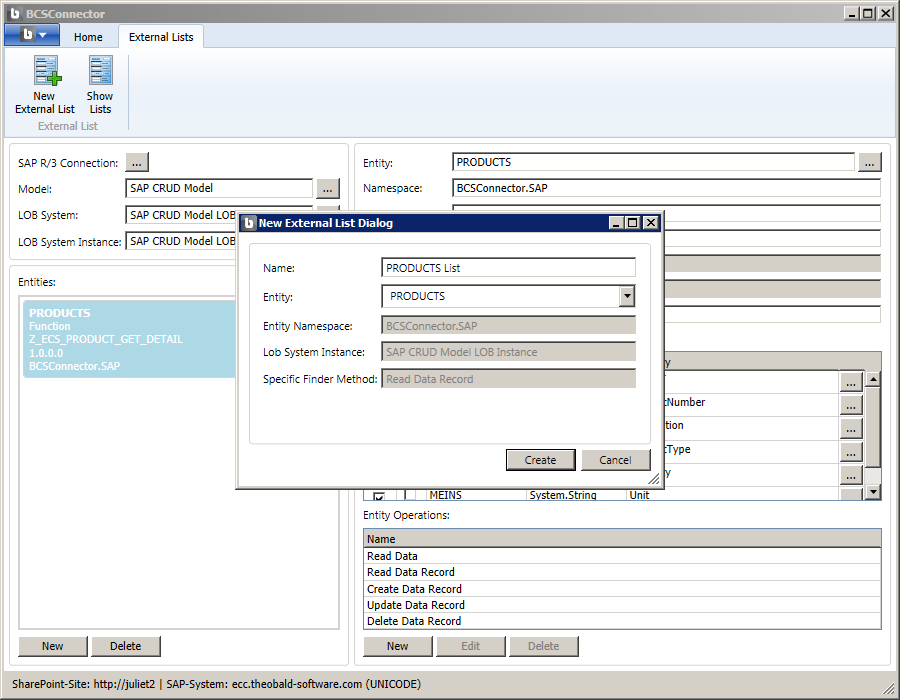 BCSConnector
Home
External Lists
New
External List
Show
Lists
External List
SAP R/3 Connection:
...
Model:
SAP CRUD Model
...
LOB System:
SAP CRUD Model LOB
LOB System Instance:
SAP CRUD Model LOB
Entities:
PRODUCTS
Function
Z_ECS_PRODUCT_GET_DETAIL
1.0.0.0
BCSConnector.SAP
New
Delete
Entity:
PRODUCTS
...
Namespace:
BCSConnector.SAP
New External List Dialog
Name:
PRODUCTS List
Entity:
PRODUCTS
Entity Namespace:
BCSConnector.SAP
Lob System Instance:
SAP CRUD Model LOB Instance
Specific Finder Method:
Read Data Record
Create
Cancel
...
...
...
...
...
MEINS
System.String
Unit
Entity Operations:
Name
Read Data
Read Data Record
Create Data Record
Update Data Record
Delete Data Record
New
Edit
Delete
SharePoint-Site: http://juliet2 | SAP-System: ecc.theobald-software.com (UNICODE)